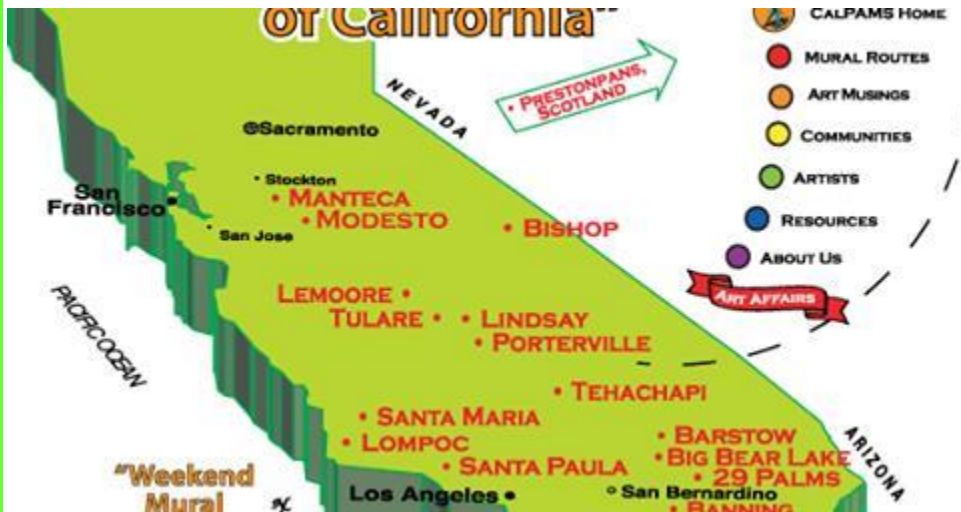 of California"
CALPAMS HOME
MURAL ROUTES
ART MUSINGS
COMMUNITIES
ARTISTS
RESOURCES
ABOUT US
ART AFFAIRS
NEVADA
• PRESTONPANS,
SCOTLAND
Sacramento
• Stockton
• MANTECA
San
Francisco
• MODESTO
• San Jose
• BISHOP
PACIFIC OCEAN
LEMOORE •
TULARE •
• LINDSAY
• PORTERVILLE
• TEHACHAPI
• SANTA MARIA
• LOMPOC
• SANTA PAULA
• BARSTOW
• BIG BEAR LAKE
• 29 PALMS
ARIZONA
"Weekend
Mural
Los Angeles •
San Bernardino
• BANNING